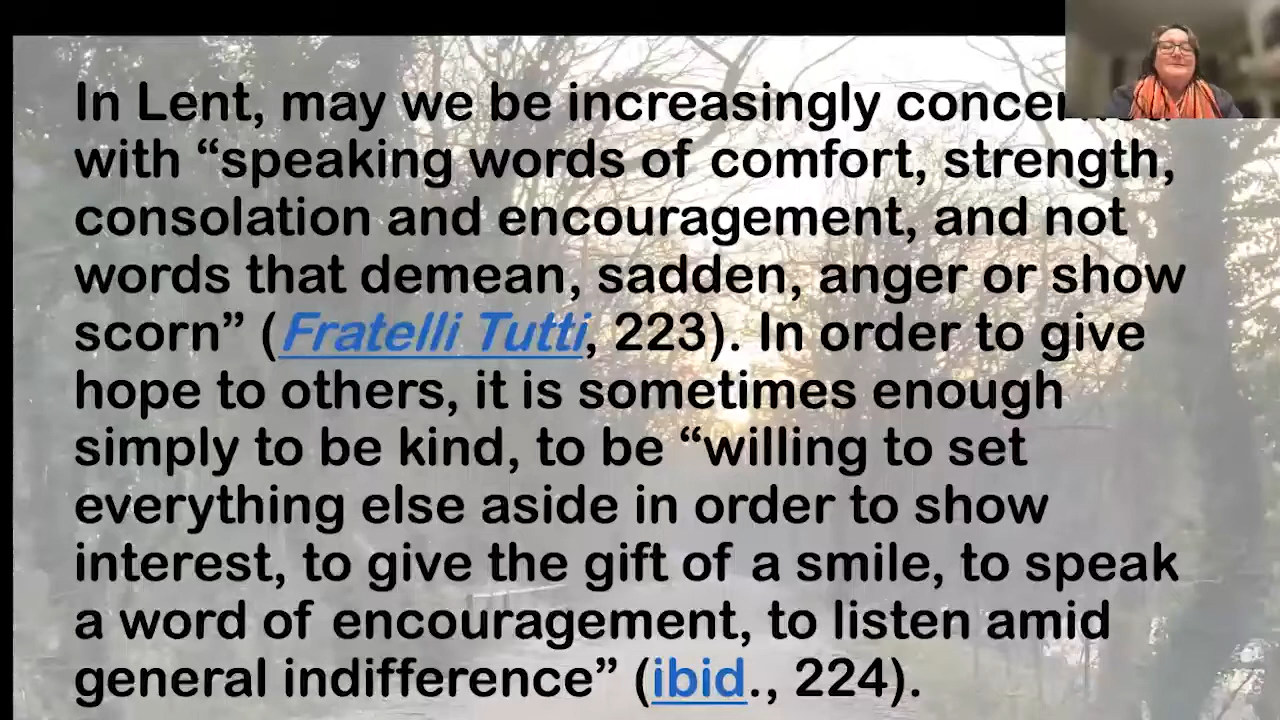 In Lent, may we be increasingly
with “speaking words of comfort, strength,
consolation and encouragement, and not
words that demean, sadden, anger or show
scorn” (Fratelli Tutti, 223). In order to give
hope to others, it is sometimes enough
simply to be kind, to be “willing to set
everything else aside in order to show
interest, to give the gift of a smile, to speak
a word of encouragement, to listen amid
general indifference” (ibid., 224).